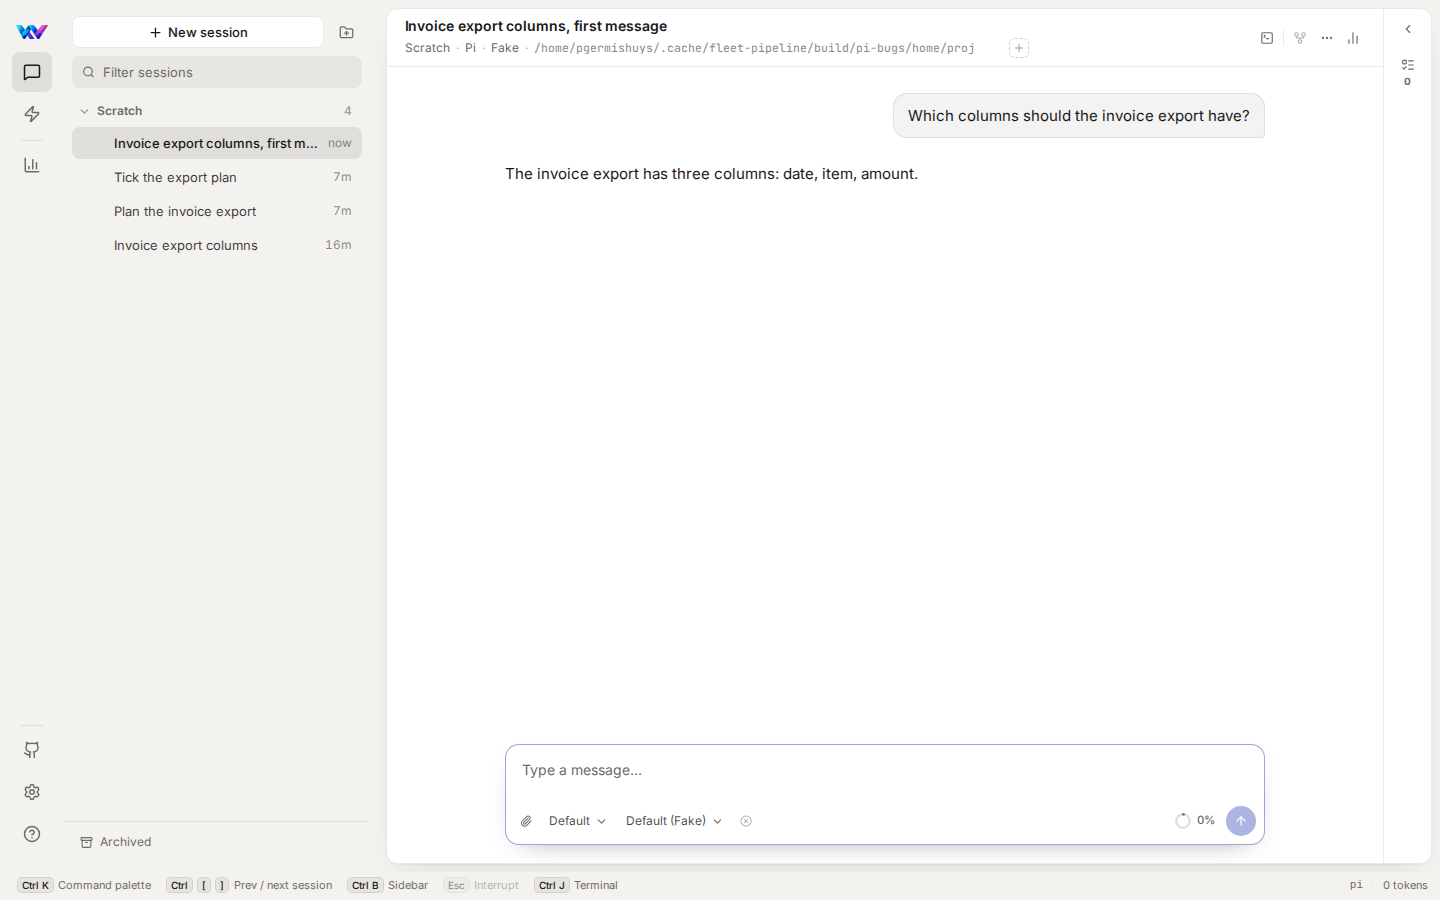 New session
Filter sessions
Scratch 4
Invoice export columns, first m... now
Tick the export plan 7m
Plan the invoice export 7m
Invoice export columns 16m
Archived
Invoice export columns, first message
Scratch · Pi · Fake · /home/pgermishuys/.cache/fleet-pipeline/build/pi-bugs/home/proj
0
Which columns should the invoice export have?
The invoice export has three columns: date, item, amount.
Type a message...
Default Default (Fake) 0%
Ctrl K Command palette Ctrl [ ] Prev / next session Ctrl B Sidebar Esc Interrupt Ctrl J Terminal pi 0 tokens